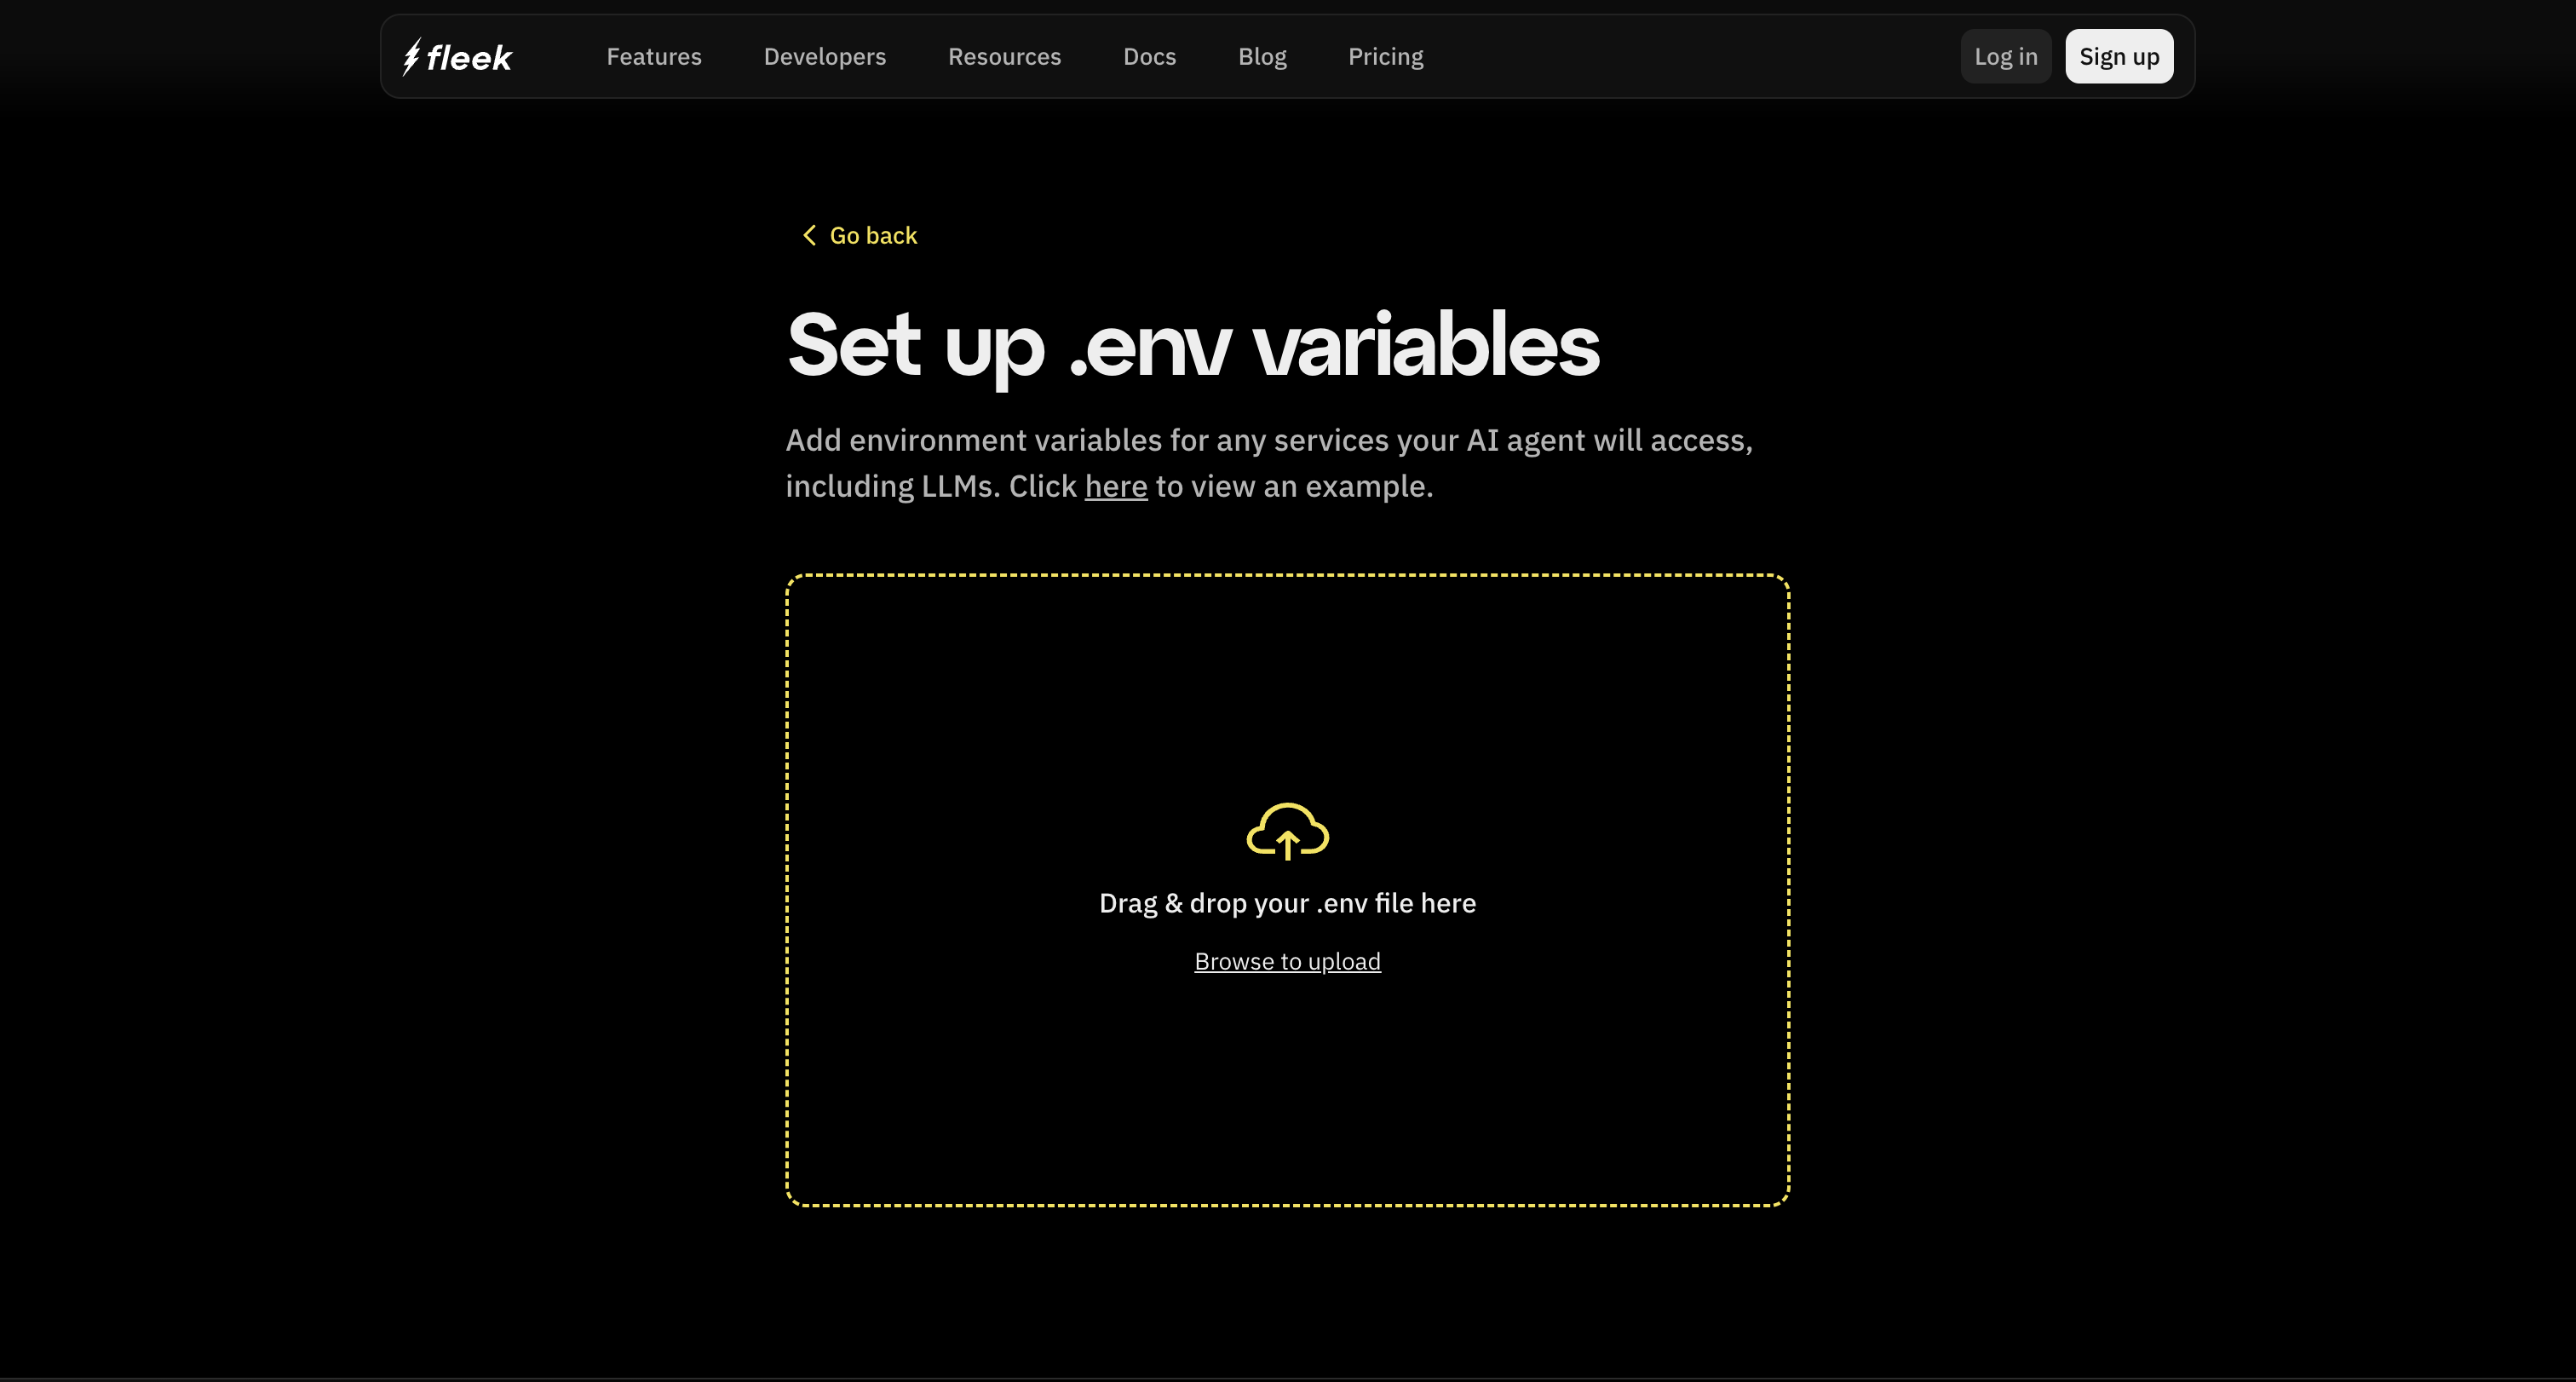 fleek
Features
Developers
Resources
Docs
Blog
Pricing
Log in
Sign up
Go back
Set up .env variables
Add environment variables for any services your AI agent will access,
including LLMs. Click here to view an example.
Drag & drop your .env file here
Browse to upload